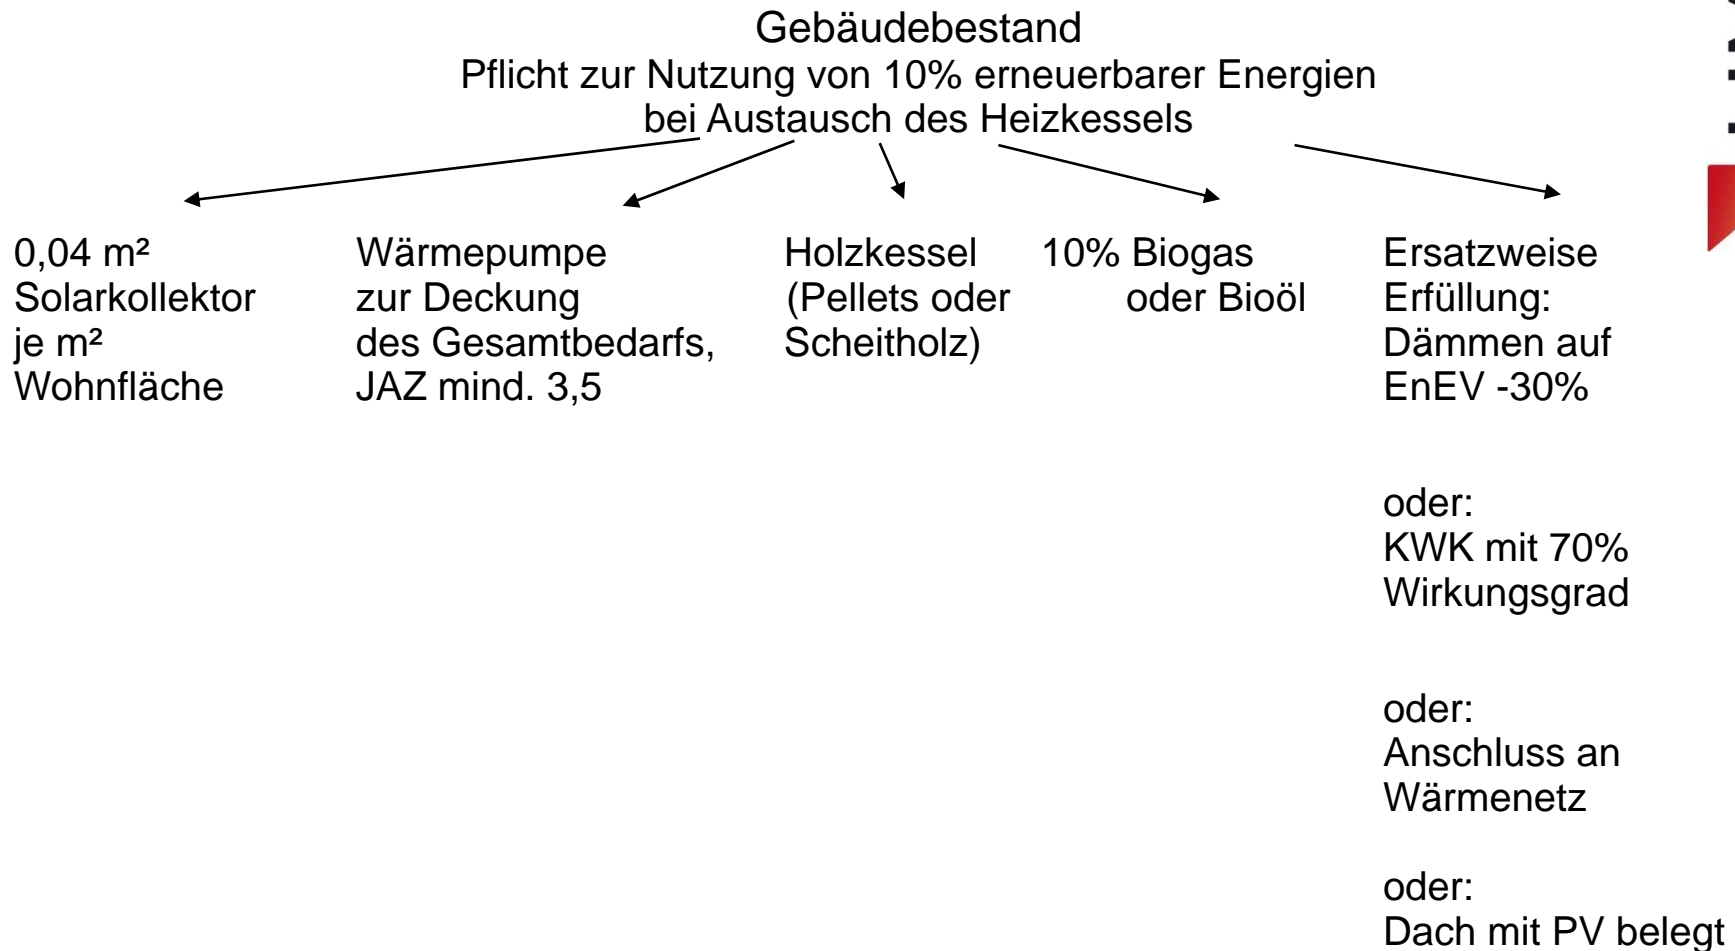 Gebäudebestand
Pflicht zur Nutzung von 10% erneuerbarer Energien
bei Austausch des Heizkessels
0,04 m²
Solarkollektor
je m²
Wohnfläche
Wärmepumpe
zur Deckung
des Gesamtbedarfs,
JAZ mind. 3,5
Holzkessel
(Pellets oder
Scheitholz)
10% Biogas
oder Bioöl
Ersatzweise
Erfüllung:
Dämmen auf
EnEV -30%
oder:
KWK mit 70%
Wirkungsgrad
oder:
Anschluss an
Wärmenetz
oder:
Dach mit PV belegt